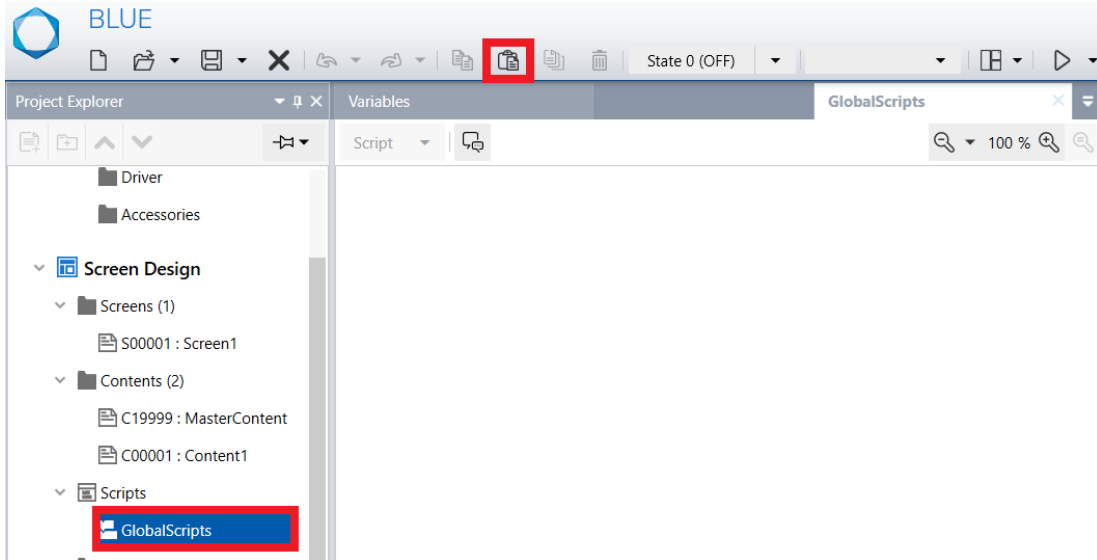 BLUE
State 0 (OFF)
Project Explorer
Variables
GlobalScripts
Script
100 %
Driver
Accessories
Screen Design
Screens (1)
S00001 : Screen1
Contents (2)
C19999 : MasterContent
C00001 : Content1
Scripts
GlobalScripts